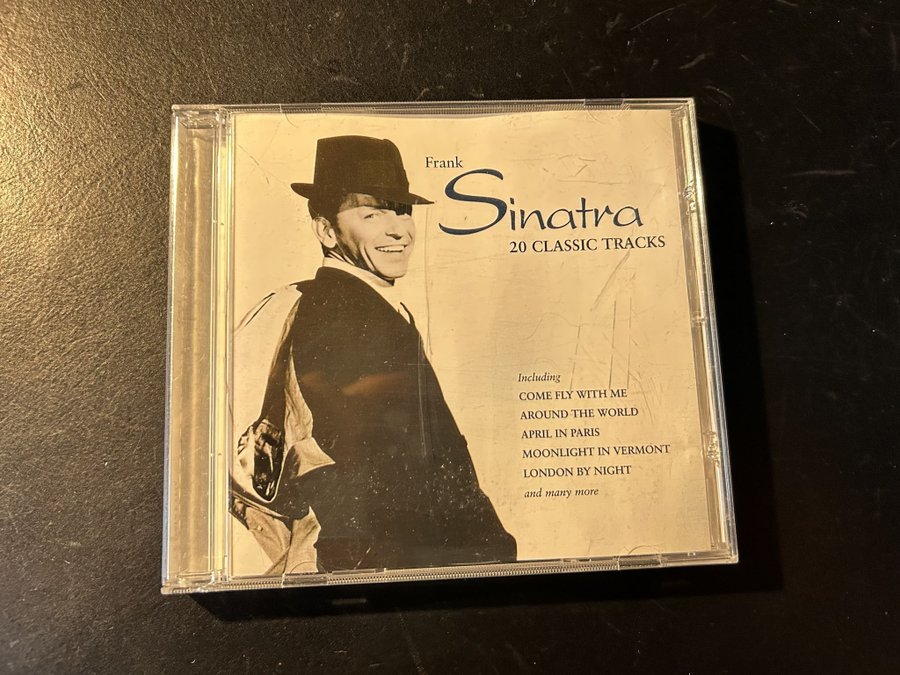 Frank
Sinatra
20 CLASSIC TRACKS
Including
COME FLY WITH ME
AROUND THE WORLD
APRIL IN PARIS
MOONLIGHT IN VERMONT
LONDON BY NIGHT
and many more